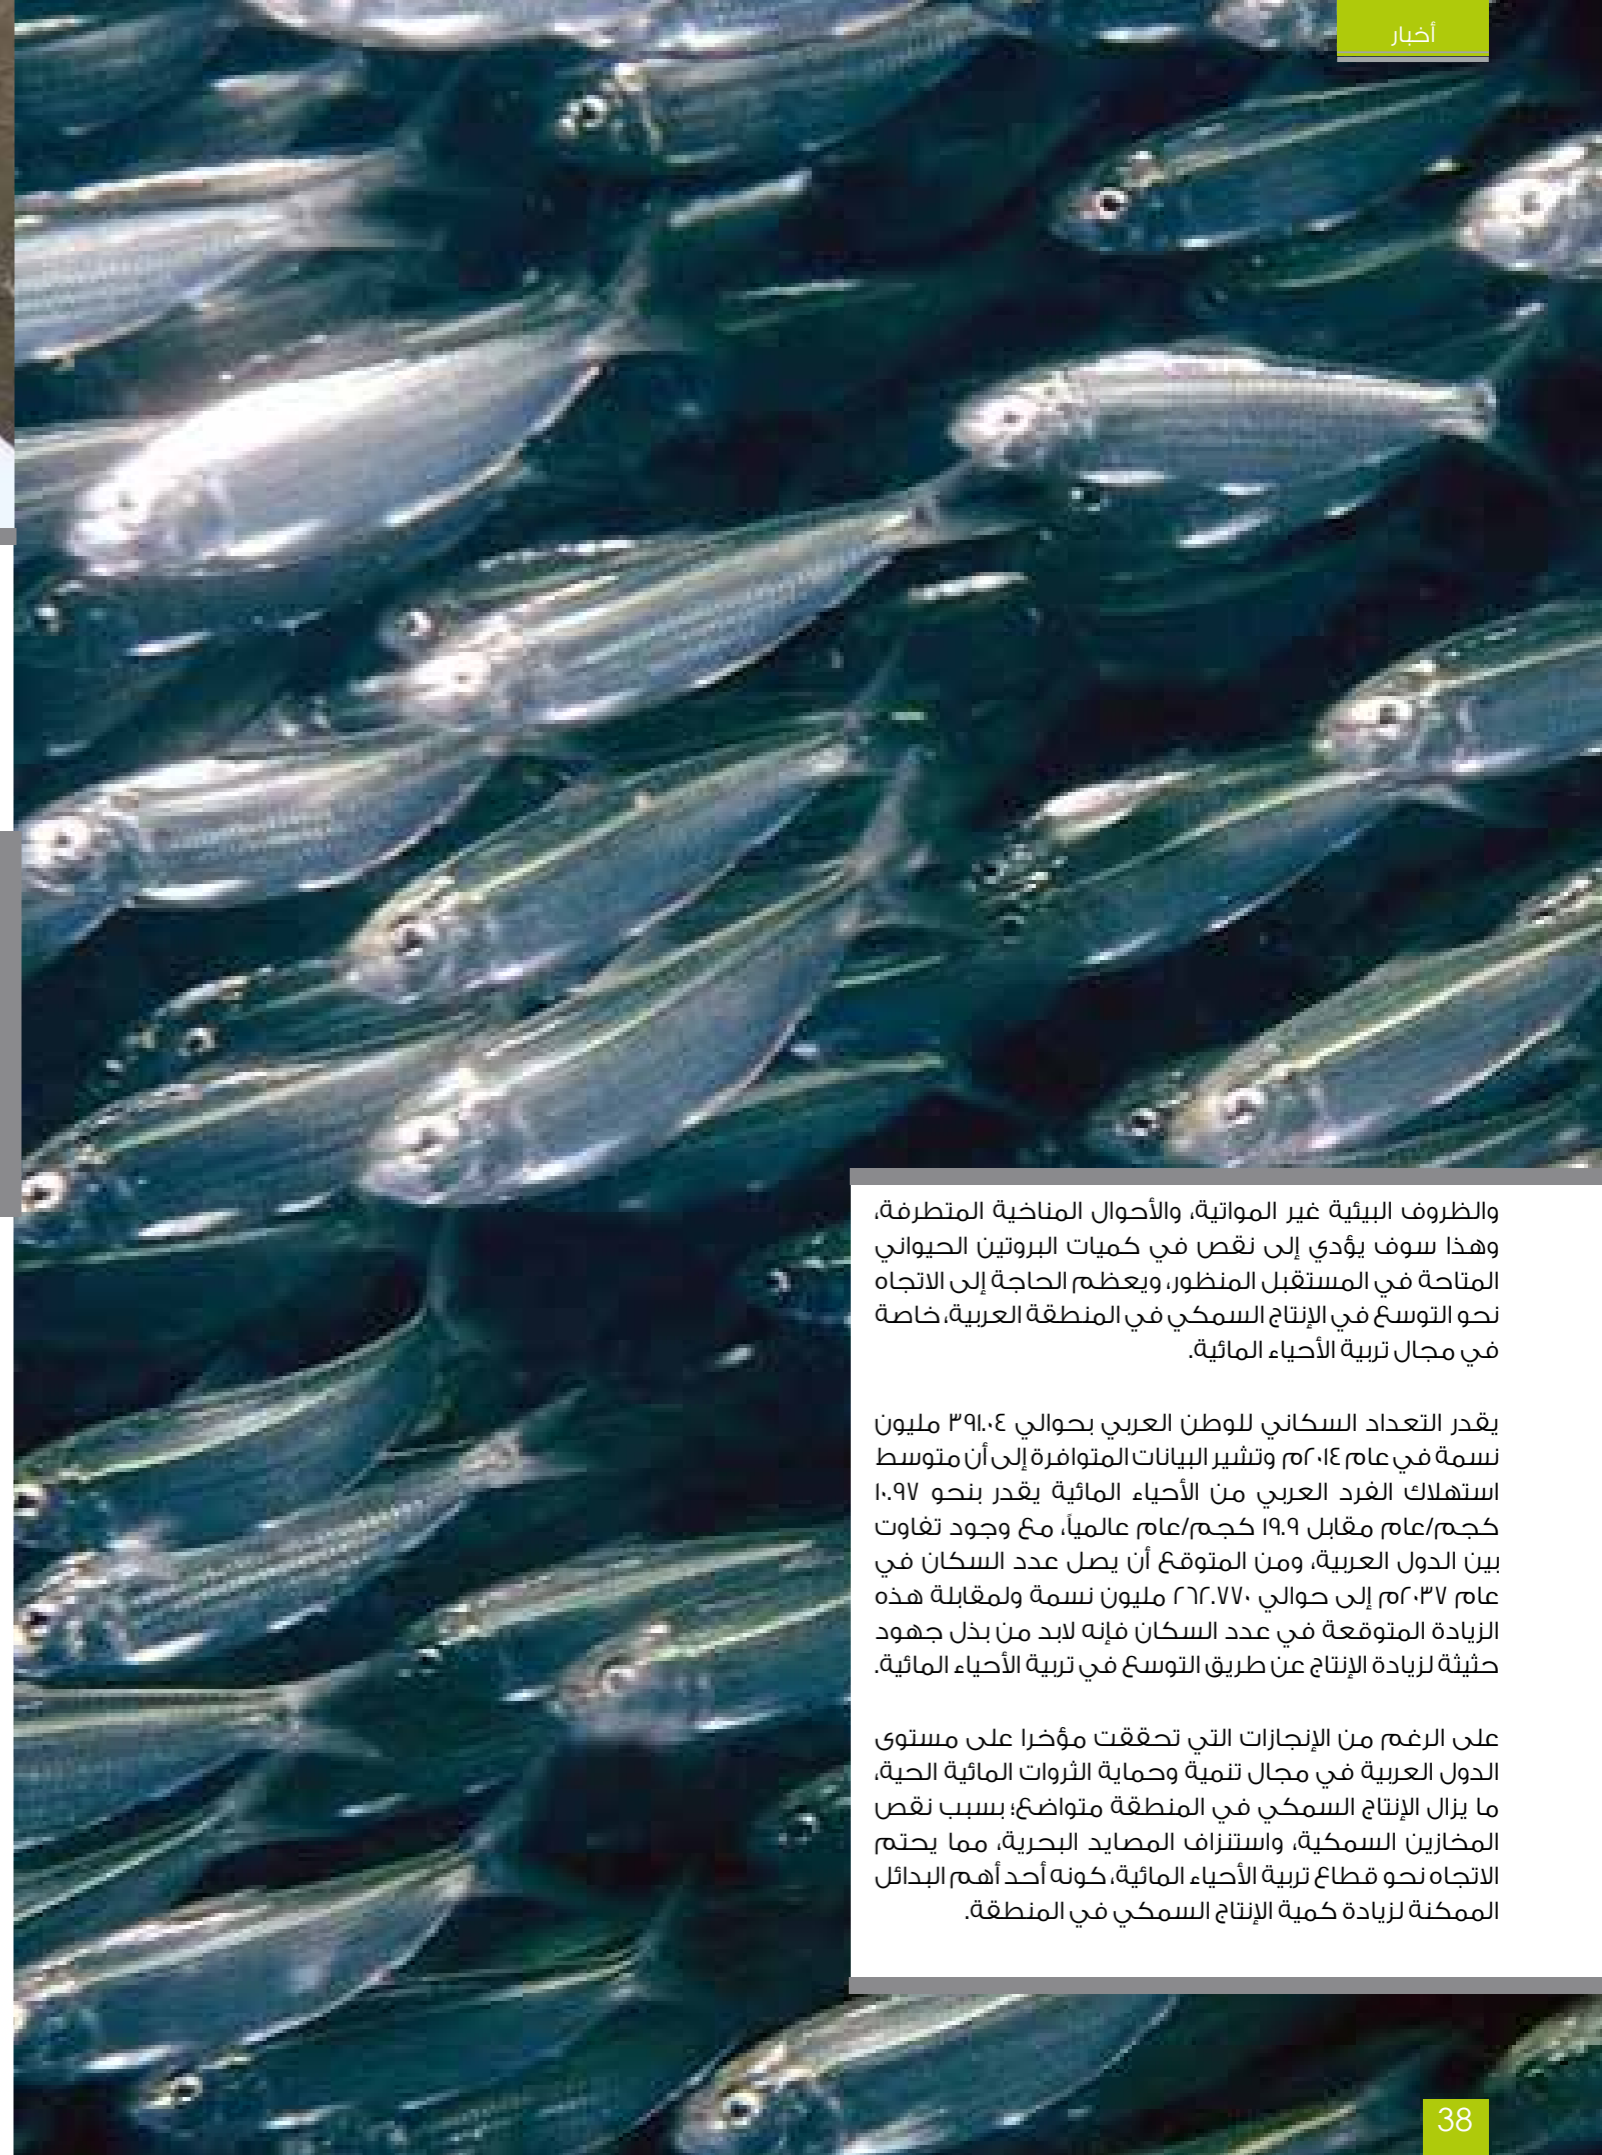 أخبار
والظروف البيئية غير المواتية، والأحوال المناخية المتطرفة،
وهذا سوف يؤدي إلى نقص في كميات البروتين الحيواني
المتاحة في المستقبل المنظور، ويعظم الحاجة إلى الاتجاه
نحو التوسع في الإنتاج السمكي في المنطقة العربية، خاصة
في مجال تربية الأحياء المائية.
يقدر التعداد السكاني للوطن العربي بحوالي ٣٩١.٠٤ مليون
نسمة في عام ٢٠١٤م وتشير البيانات المتوافرة إلى أن متوسط
استهلاك الفرد العربي من الأحياء المائية يقدر بنحو ١٠.٩٧
كجم/عام مقابل ١٩.٩ كجم/عام عالمياً، مع وجود تفاوت
بين الدول العربية، ومن المتوقع أن يصل عدد السكان في
عام ٢٠٣٧م إلى حوالي ٢٦٢.٧٧٠ مليون نسمة ولمقابلة هذه
الزيادة المتوقعة في عدد السكان فإنه لابد من بذل جهود
حثيثة لزيادة الإنتاج عن طريق التوسع في تربية الأحياء المائية.
على الرغم من الإنجازات التي تحققت مؤخرا على مستوى
الدول العربية في مجال تنمية وحماية الثروات المائية الحية،
ما يزال الإنتاج السمكي في المنطقة متواضع؛ بسبب نقص
المخازين السمكية، واستنزاف المصايد البحرية، مما يحتم
الاتجاه نحو قطاع تربية الأحياء المائية، كونه أحد أهم البدائل
الممكنة لزيادة كمية الإنتاج السمكي في المنطقة.
38